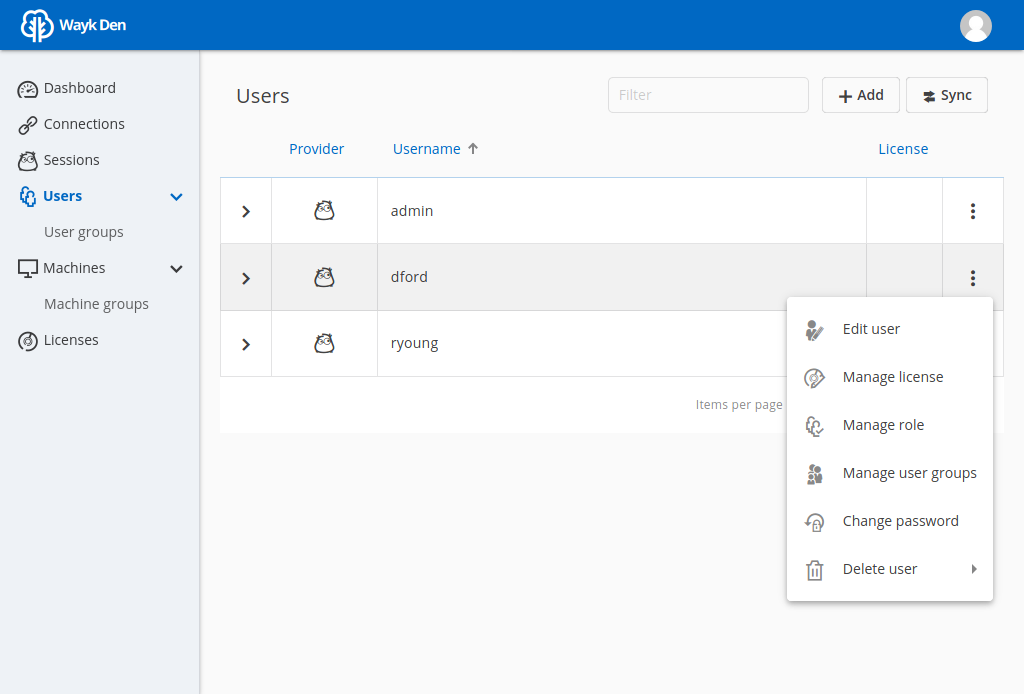 Wayk Den
Dashboard
Connections
Sessions
Users
User groups
Machines
Machine groups
Licenses
Users
Filter
Add
Sync
Provider
Username
License
admin
dford
ryoung
Items per page
Edit user
Manage license
Manage role
Manage user groups
Change password
Delete user